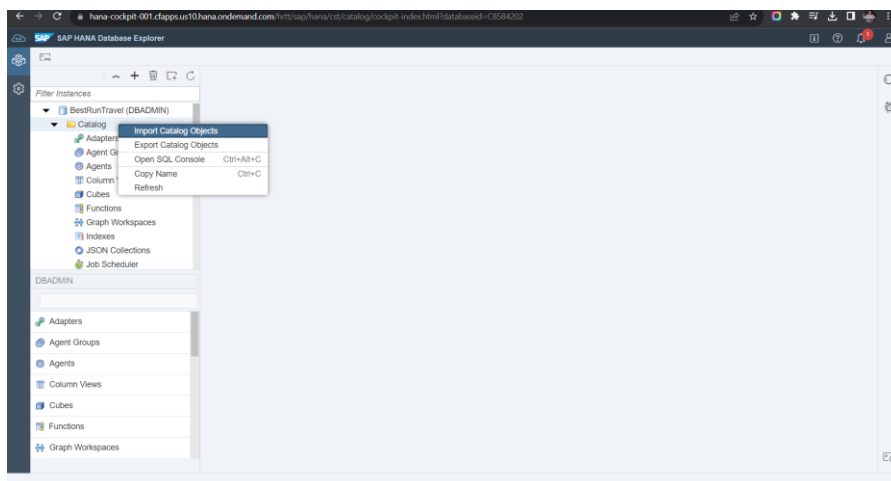 hana-cockpit-001.cfapps.us10.hana.ondemand.com/hrtt/sap/hana/cst/catalog/cockpit-index.html?databaseid=C8584202
SAP SAP HANA Database Explorer
Filter Instances
BestRunTravel (DBADMIN)
Catalog
Import Catalog Objects
Adapters
Export Catalog Objects
Agent Gr
Open SQL Console Ctrl+Alt+C
Agents
Copy Name Ctrl+C
Column
Refresh
Cubes
Functions
Graph Workspaces
Indexes
JSON Collections
Job Scheduler
DBADMIN
Adapters
Agent Groups
Agents
Column Views
Cubes
Functions
Graph Workspaces